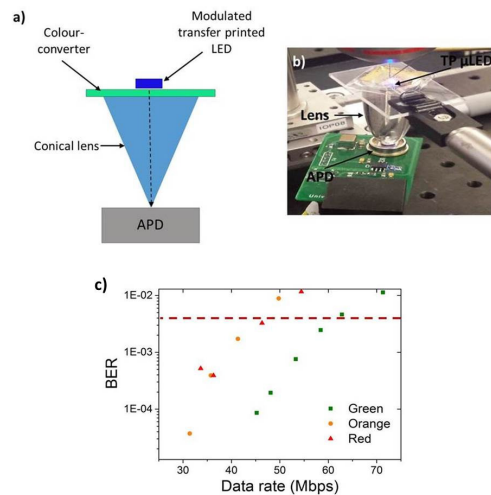 a)
Modulated
transfer printed
LED
Colour-
converter
Conical lens
APD
b)
TP µLED
Lens
APD
c)
1E-02
1E-03
1E-04
BER
Green
Orange
Red
30
40
50
60
70
Data rate (Mbps)